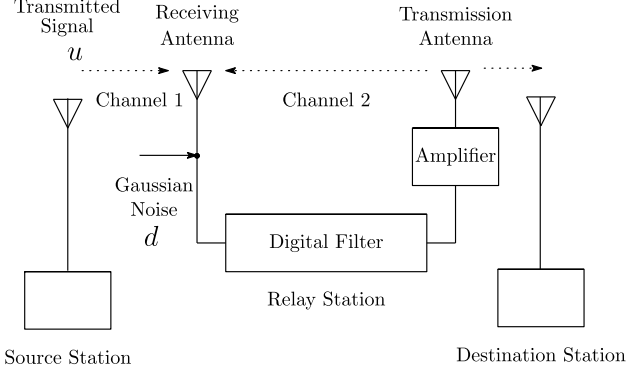 Transmitted
Signal
u
Receiving
Antenna
Transmission
Antenna
Channel 1
Channel 2
Amplifier
Gaussian
Noise
d
Digital Filter
Relay Station
Source Station
Destination Station